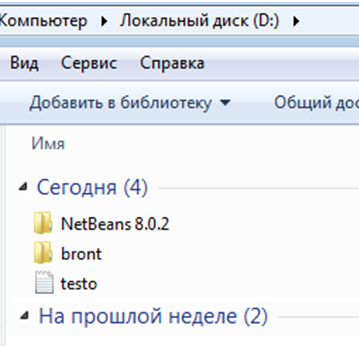 Компьютер ▸ Локальный диск (D:) ▸
Вид Сервис Справка
Добавить в библиотеку Общий дос
Имя
Сегодня (4)
NetBeans 8.0.2
bront
testo
На прошлой неделе (2)